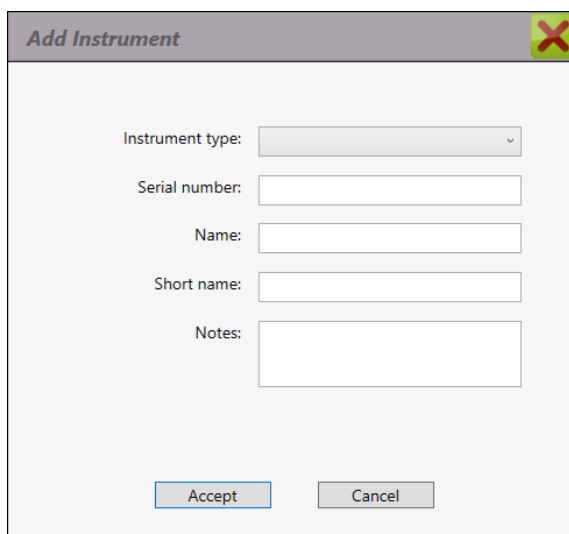 Add Instrument
Instrument type:
Serial number:
Name:
Short name:
Notes:
Accept Cancel